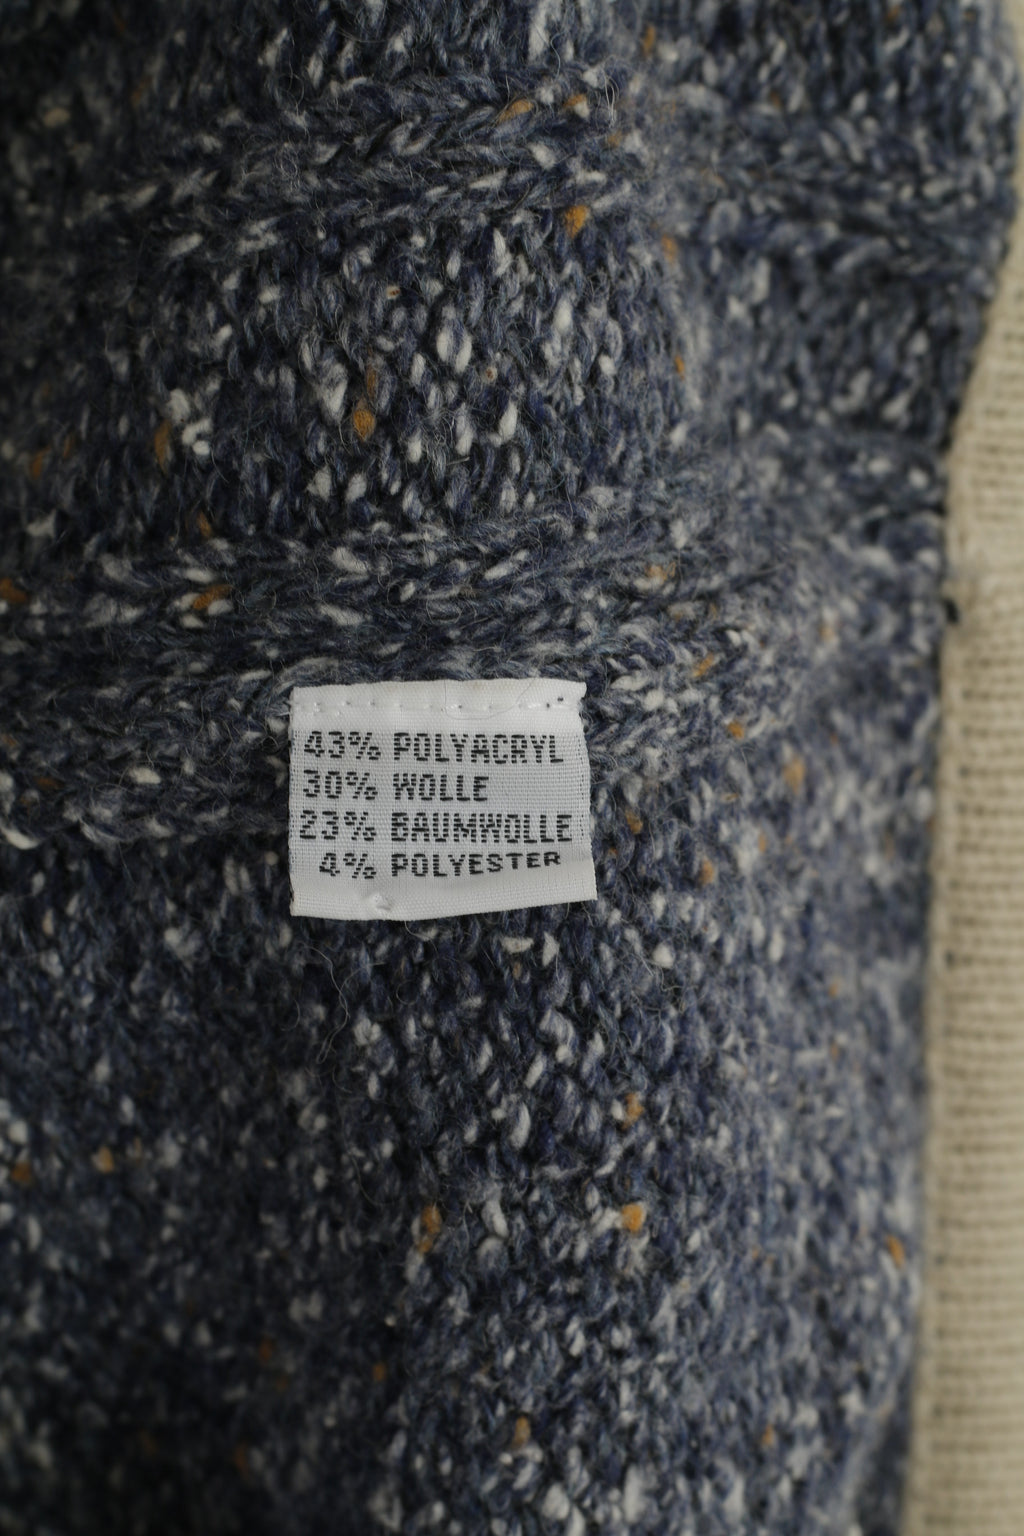 43% POLYACRYL
30% WOLLE
23% BAUMWOLLE
4% POLYESTER